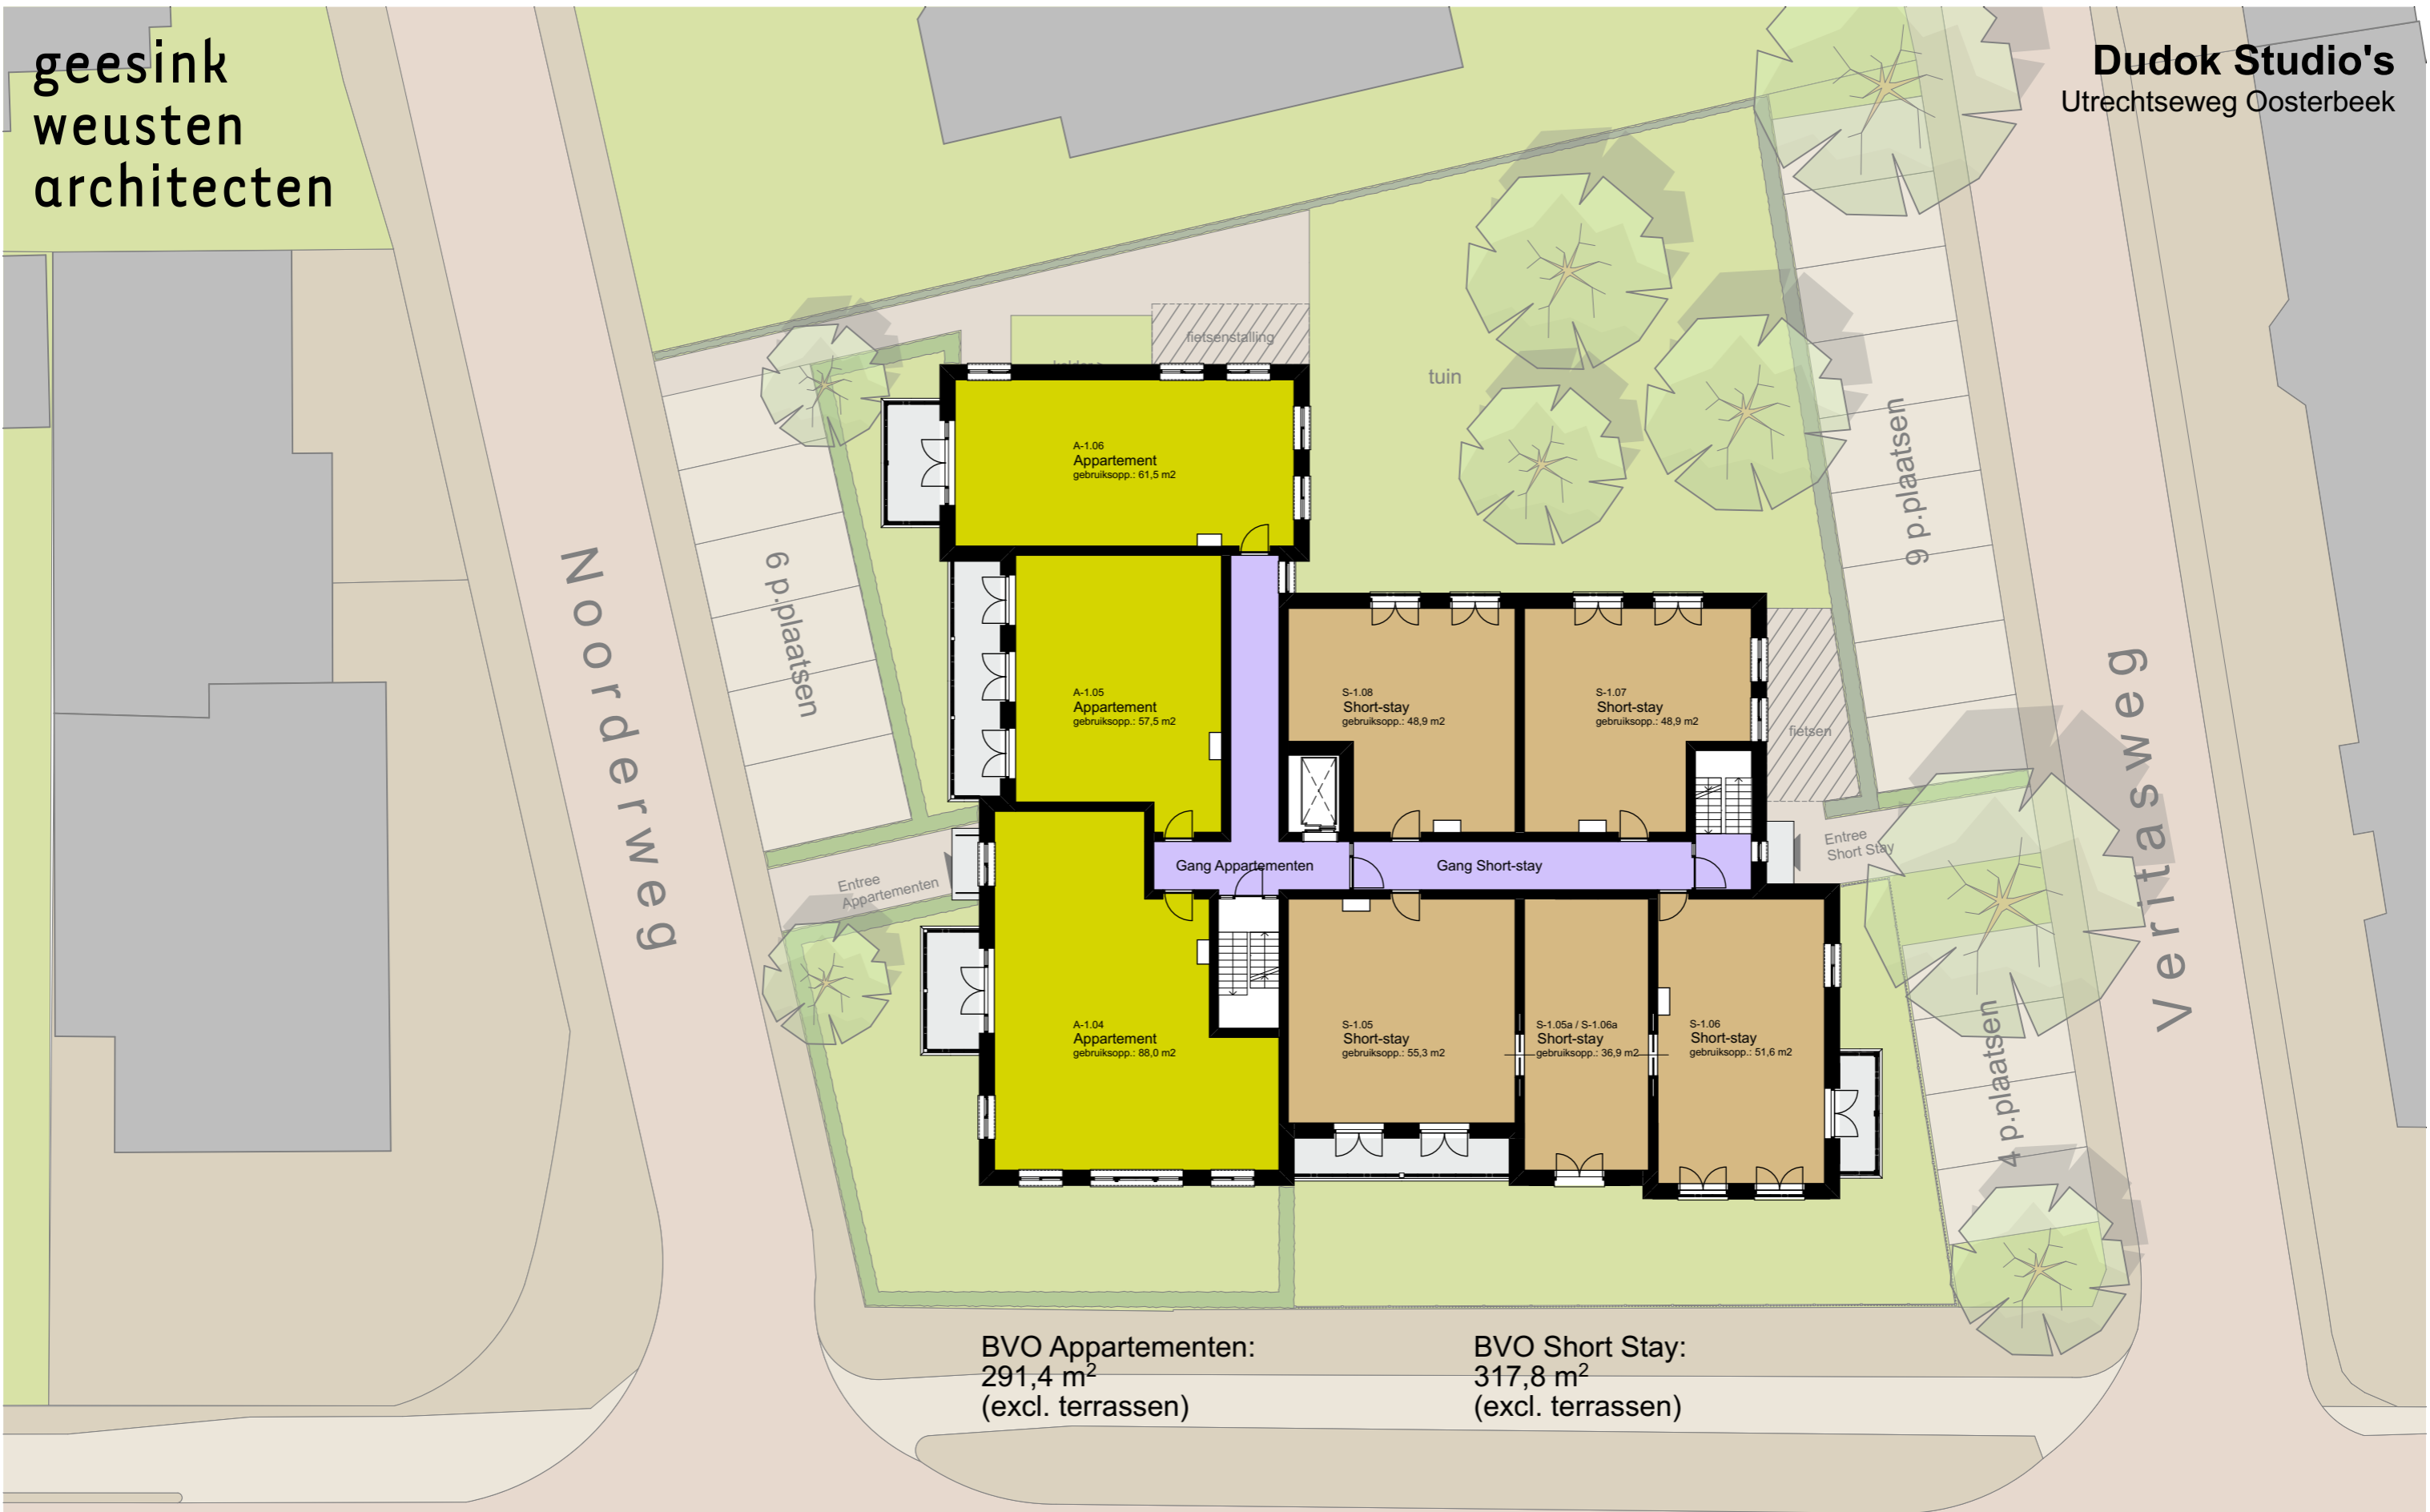 geesink
weusten
architecten
Dudok Studio's
Utrechtseweg Oosterbeek
fietsenstalling
tuin
A-1.06
Appartement
gebruiksopp.: 61,5 m2
9 p.plaatsen
Noorderweg
6 p.plaatsen
A-1.05
Appartement
gebruiksopp.: 57,5 m2
S-1.08
Short-stay
gebruiksopp.: 48,9 m2
S-1.07
Short-stay
gebruiksopp.: 48,9 m2
fietsen
Veritasweg
Entree
Short Stay
Gang Appartementen
Gang Short-stay
Entree
Appartementen
A-1.04
Appartement
gebruiksopp.: 88,0 m2
S-1.05
Short-stay
gebruiksopp.: 55,3 m2
S-1.05a / S-1.06a
Short-stay
gebruiksopp.: 36,9 m2
S-1.06
Short-stay
gebruiksopp.: 51,6 m2
4 p.plaatsen
BVO Appartementen:
291,4 m²
(excl. terrassen)
BVO Short Stay:
317,8 m²
(excl. terrassen)